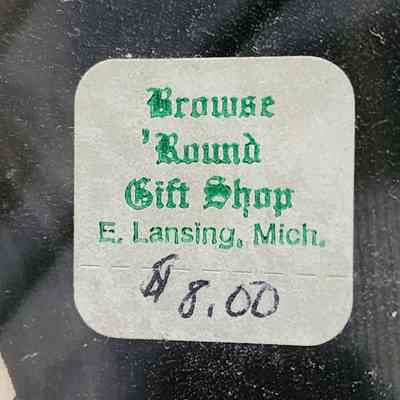 Browse
'Round
Gift Shop
E. Lansing, Mich.
$8.00